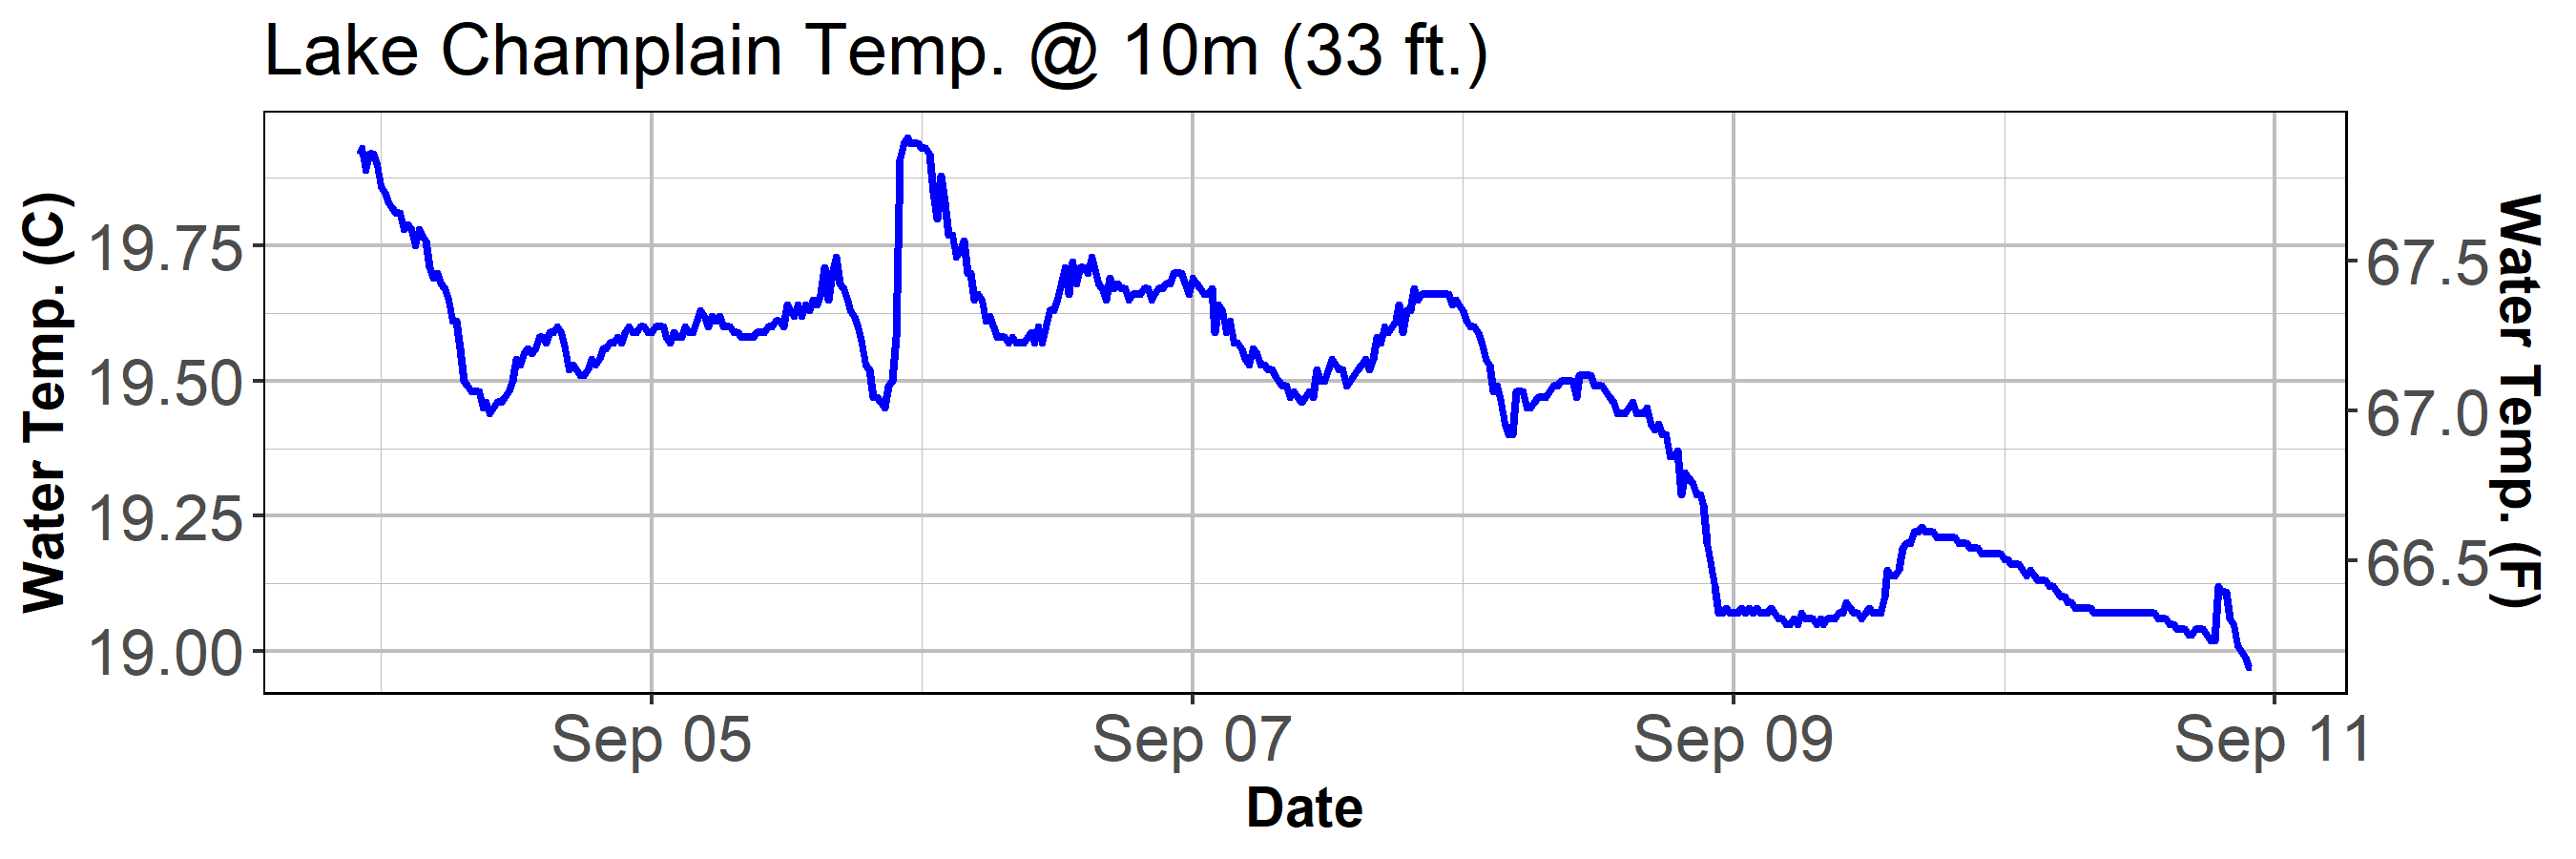 Lake Champlain Temp. @ 10m (33 ft.)
Water Temp. (C)
19.75
19.50
19.25
19.00
67.5
67.0
66.5
Water Temp. (F)
Sep 05
Sep 07
Sep 09
Sep 11
Date